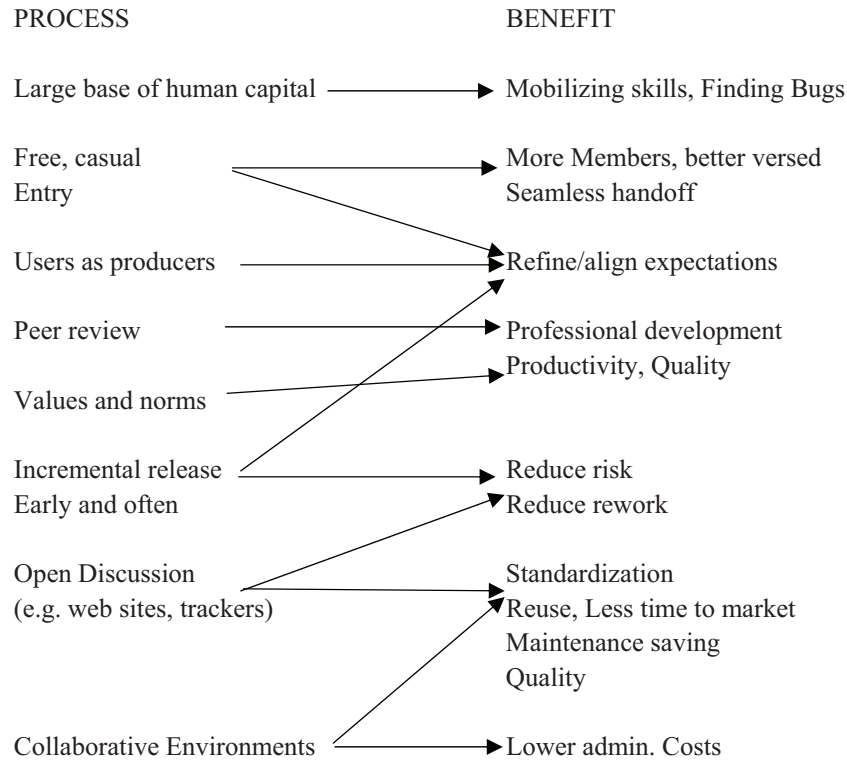 PROCESS
BENEFIT
Large base of human capital
Mobilizing skills, Finding Bugs
Free, casual
Entry
More Members, better versed
Seamless handoff
Users as producers
Refine/align expectations
Peer review
Professional development
Productivity, Quality
Values and norms
Incremental release
Early and often
Reduce risk
Reduce rework
Open Discussion
(e.g. web sites, trackers)
Standardization
Reuse, Less time to market
Maintenance saving
Quality
Collaborative Environments
Lower admin. Costs